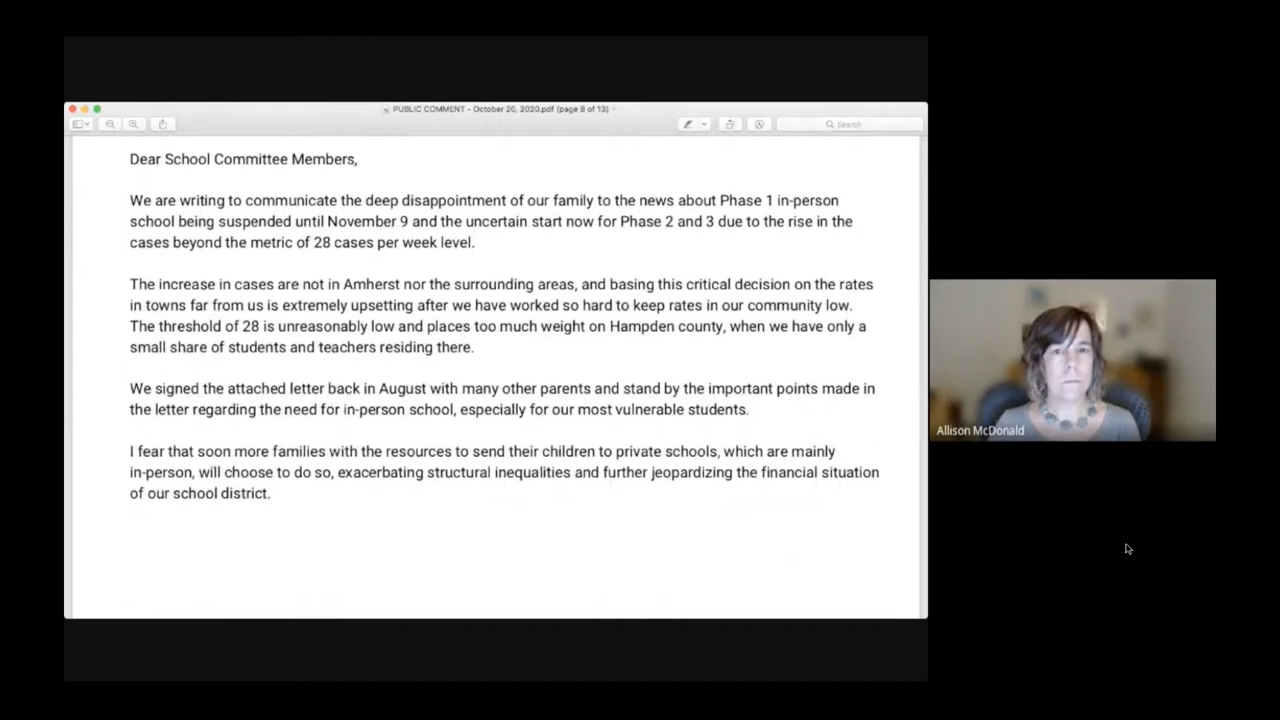 PUBLIC COMMENT - October 20, 2020.pdf (page 8 of 13)
Search
Dear School Committee Members,
We are writing to communicate the deep disappointment of our family to the news about Phase 1 in-person
school being suspended until November 9 and the uncertain start now for Phase 2 and 3 due to the rise in the
cases beyond the metric of 28 cases per week level.
The increase in cases are not in Amherst nor the surrounding areas, and basing this critical decision on the rates
in towns far from us is extremely upsetting after we have worked so hard to keep rates in our community low.
The threshold of 28 is unreasonably low and places too much weight on Hampden county, when we have only a
small share of students and teachers residing there.
We signed the attached letter back in August with many other parents and stand by the important points made in
the letter regarding the need for in-person school, especially for our most vulnerable students.
I fear that soon more families with the resources to send their children to private schools, which are mainly
in-person, will choose to do so, exacerbating structural inequalities and further jeopardizing the financial situation
of our school district.
Allison McDonald